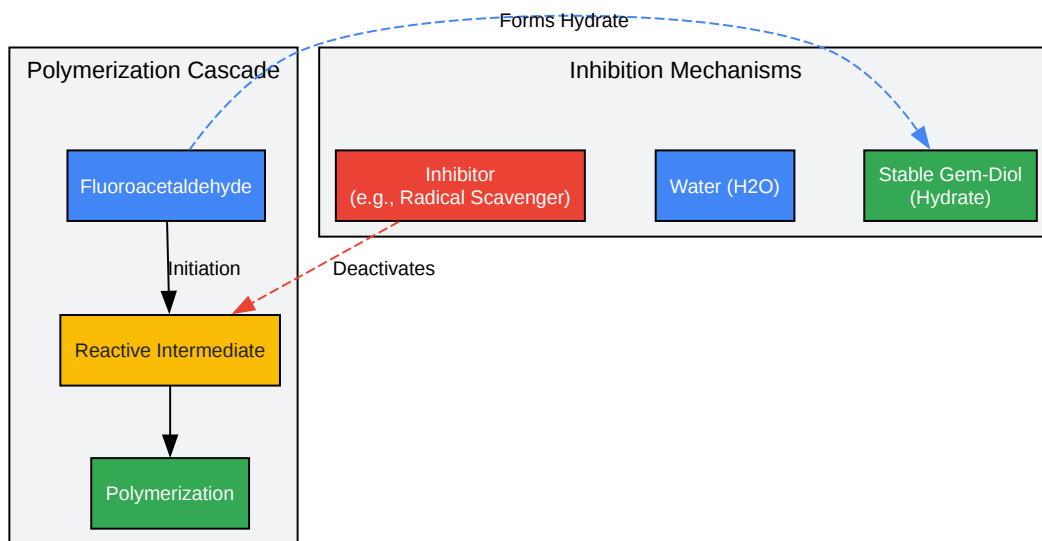 Forms Hydrate
Polymerization Cascade
Inhibition Mechanisms
Fluoroacetaldehyde
Inhibitor
(e.g., Radical Scavenger)
Water (H2O)
Stable Gem-Diol
(Hydrate)
Initiation
Deactivates
Reactive Intermediate
Polymerization